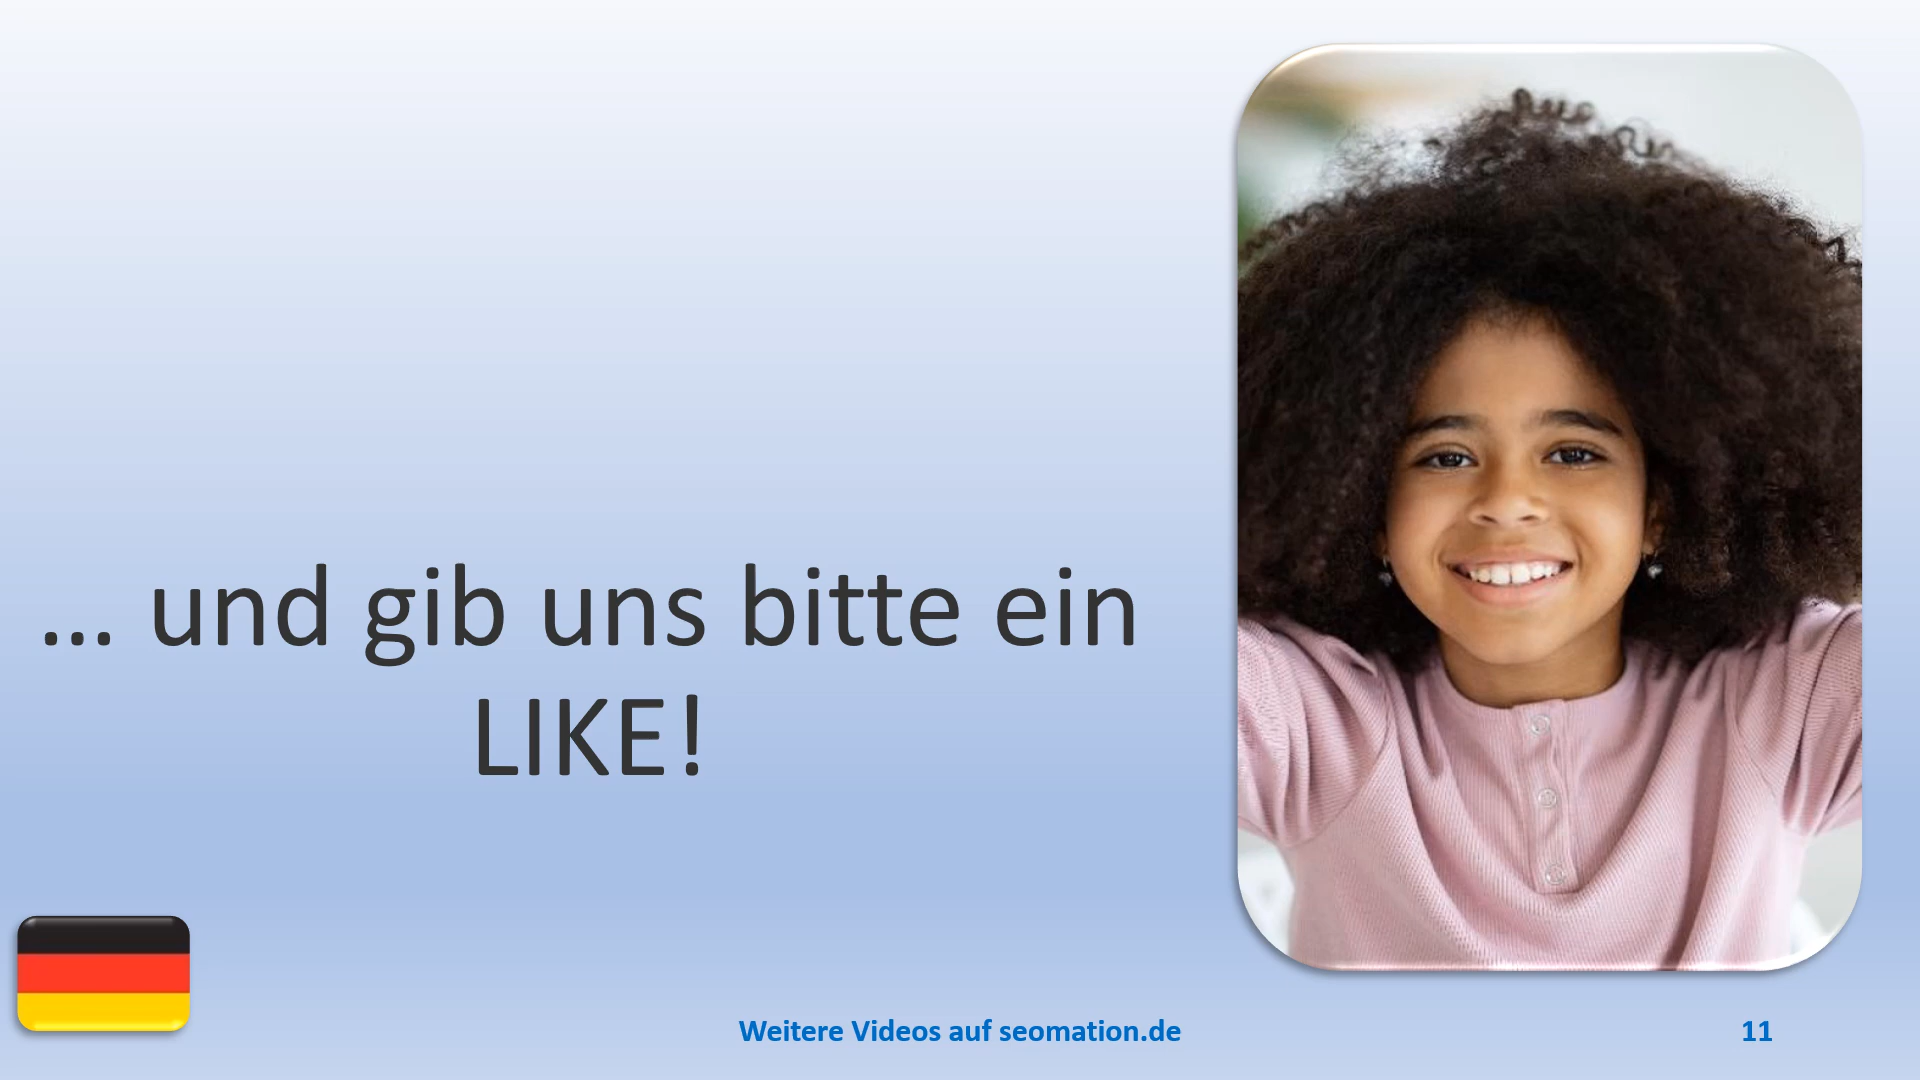 ... und gib uns bitte ein
LIKE!
Weitere Videos auf seomation.de
11